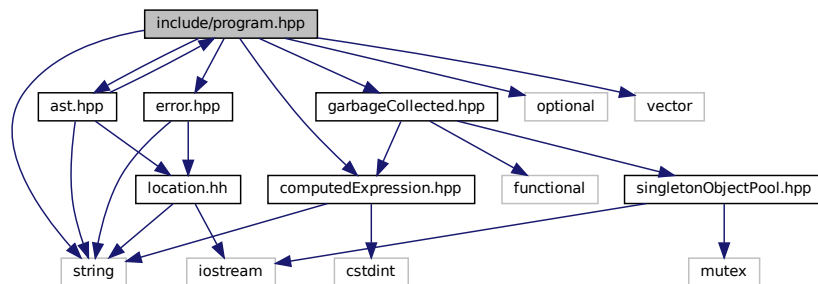 include/program.hpp
ast.hpp
error.hpp
garbageCollected.hpp
optional
vector
location.hh
computedExpression.hpp
functional
singletonObjectPool.hpp
string
iostream
cstdint
mutex